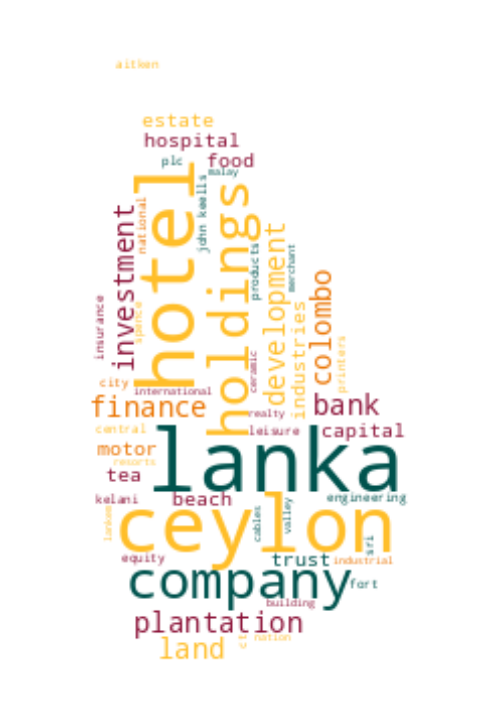 aitken
estate
hospital
plc
food
malay
john keells
hotel
holdings
national
investment
products
merchant
development
colombo
insurance
spence
industries
printers
ceramic
city
international
finance
realty
bank
central
leisure
capital
motor
lanka
resorts
tea
kelani
beach
engineering
lankem
ceylon
cables
valley
sri
equity
trust
industrial
company
fort
building
plantation
nation
ct
land